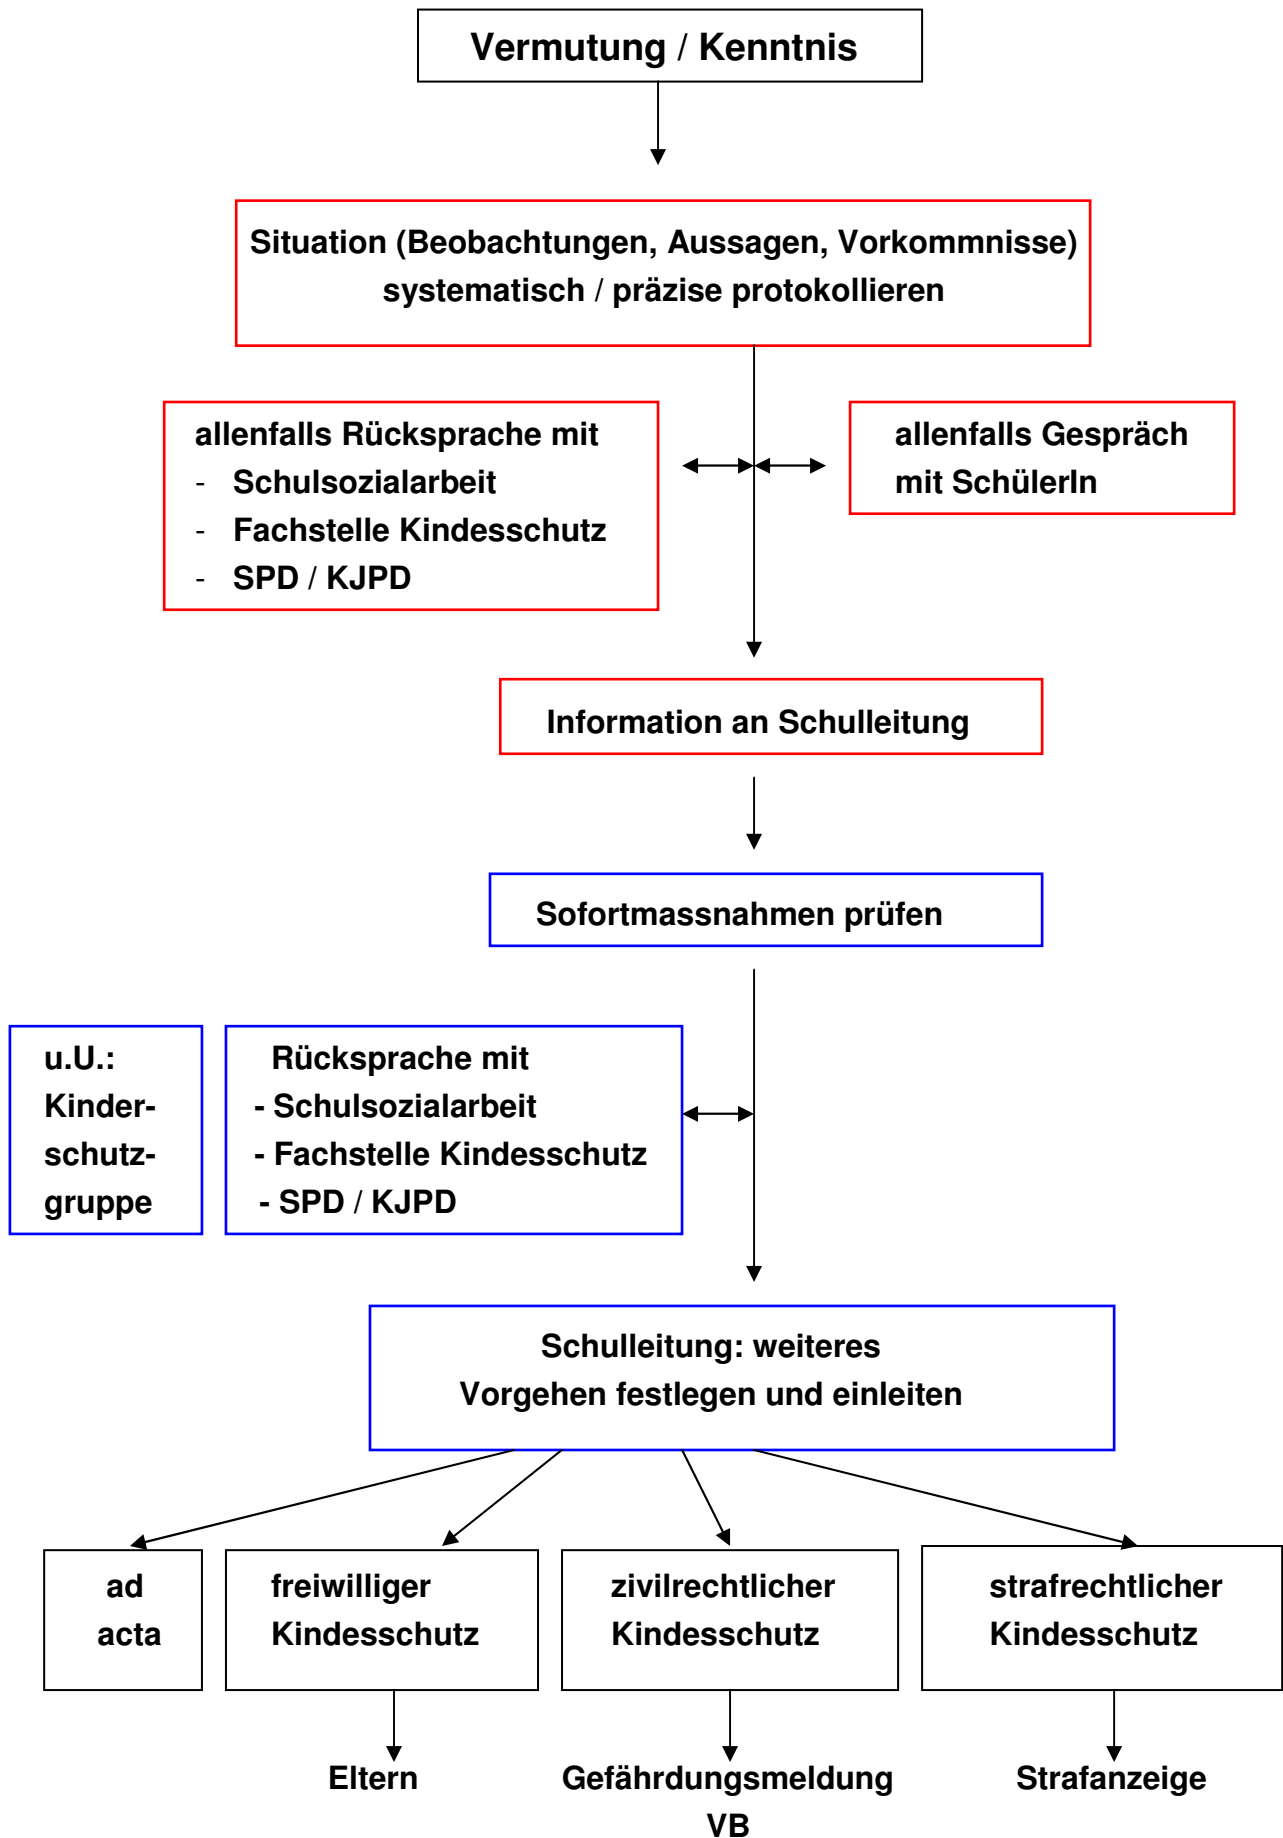 Vermutung / Kenntnis
Situation (Beobachtungen, Aussagen, Vorkommnisse)
systematisch / präzise protokollieren
allenfalls Rücksprache mit
- Schulsozialarbeit
- Fachstelle Kindesschutz
- SPD / KJPD
allenfalls Gespräch
mit SchülerIn
Information an Schulleitung
Sofortmassnahmen prüfen
u.U.:
Kinder-
schutz-
gruppe
Rücksprache mit
- Schulsozialarbeit
- Fachstelle Kindesschutz
- SPD / KJPD
Schulleitung: weiteres
Vorgehen festlegen und einleiten
ad
acta
freiwilliger
Kindesschutz
zivilrechtlicher
Kindesschutz
strafrechtlicher
Kindesschutz
Eltern
Gefährdungsmeldung
VB
Strafanzeige